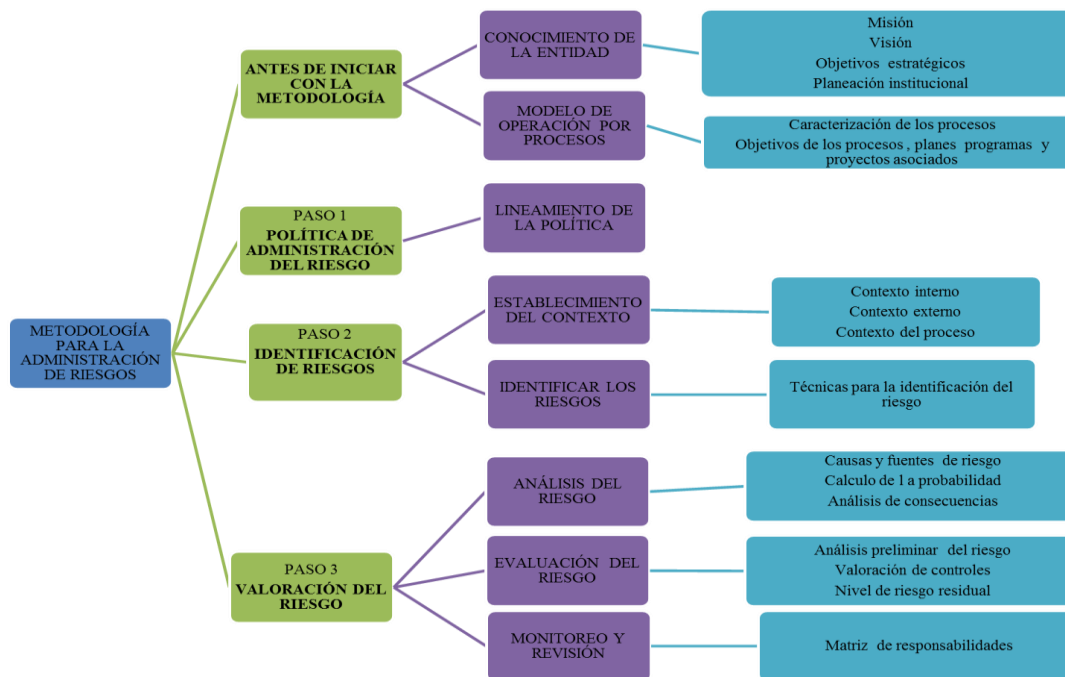 METODOLOGÍA
PARA LA
ADMINISTRACIÓN
DE RIESGOS
ANTES DE INICIAR
CON LA
METODOLOGÍA
CONOCIMIENTO DE
LA ENTIDAD
Misión
Visión
Objetivos estratégicos
Planeación institucional
MODELO DE
OPERACIÓN POR
PROCESOS
Caracterización de los procesos
Objetivos de los procesos , planes programas y
proyectos asociados
PASO 1
POLÍTICA DE
ADMINISTRACIÓN
DEL RIESGO
LINEAMIENTO DE
LA POLÍTICA
PASO 2
IDENTIFICACIÓN
DE RIESGOS
ESTABLECIMIENTO
DEL CONTEXTO
Contexto interno
Contexto externo
Contexto del proceso
IDENTIFICAR LOS
RIESGOS
Técnicas para la identificación del
riesgo
PASO 3
VALORACIÓN DEL
RIESGO
ANÁLISIS DEL
RIESGO
Causas y fuentes de riesgo
Calculo de l a probabilidad
Análisis de consecuencias
EVALUACIÓN DEL
RIESGO
Análisis preliminar del riesgo
Valoración de controles
Nivel de riesgo residual
MONITOREO Y
REVISIÓN
Matriz de responsabilidades